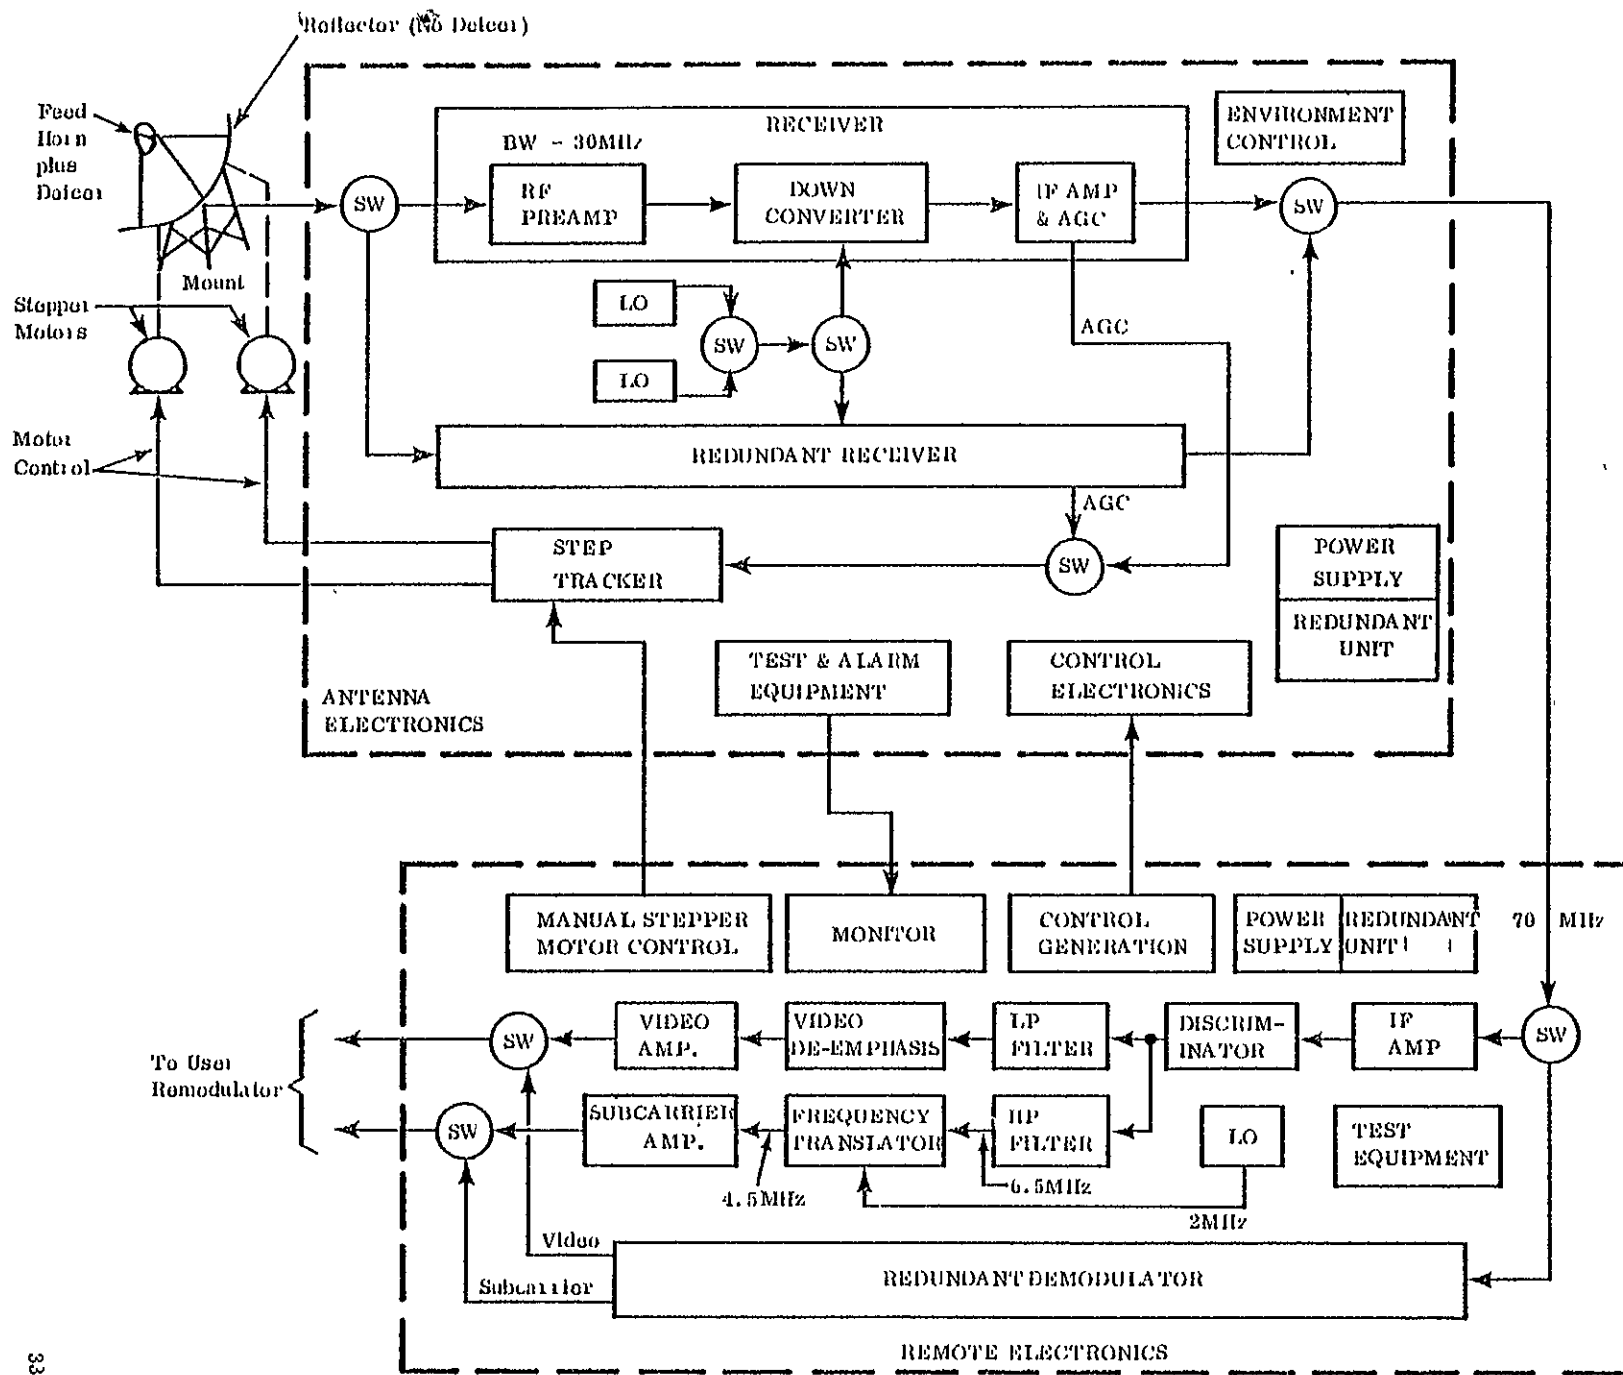 Reflector (No Deicer)
Feed
Horn
plus
Deicer
Mount
Stepper
Motors
Motor
Control
RECEIVER
BW - 30MHz
SW
RF
PREAMP
DOWN
CONVERTER
IF AMP
& AGC
ENVIRONMENT
CONTROL
SW
LO
LO
SW
SW
AGC
REDUNDANT RECEIVER
AGC
SW
STEP
TRACKER
POWER
SUPPLY
REDUNDANT
UNIT
TEST & ALARM
EQUIPMENT
CONTROL
ELECTRONICS
ANTENNA
ELECTRONICS
MANUAL STEPPER
MOTOR CONTROL
MONITOR
CONTROL
GENERATION
POWER
SUPPLY
REDUNDANT
UNIT
70 MHz
SW
VIDEO
AMP.
VIDEO
DE-EMPHASIS
LP
FILTER
DISCRIM-
INATOR
IF
AMP
SW
To User
Remodulator
SW
SUBCARRIER
AMP.
FREQUENCY
TRANSLATOR
HP
FILTER
LO
TEST
EQUIPMENT
4.5MHz
6.5MHz
2MHz
Video
Subcarrier
REDUNDANT DEMODULATOR
REMOTE ELECTRONICS
33